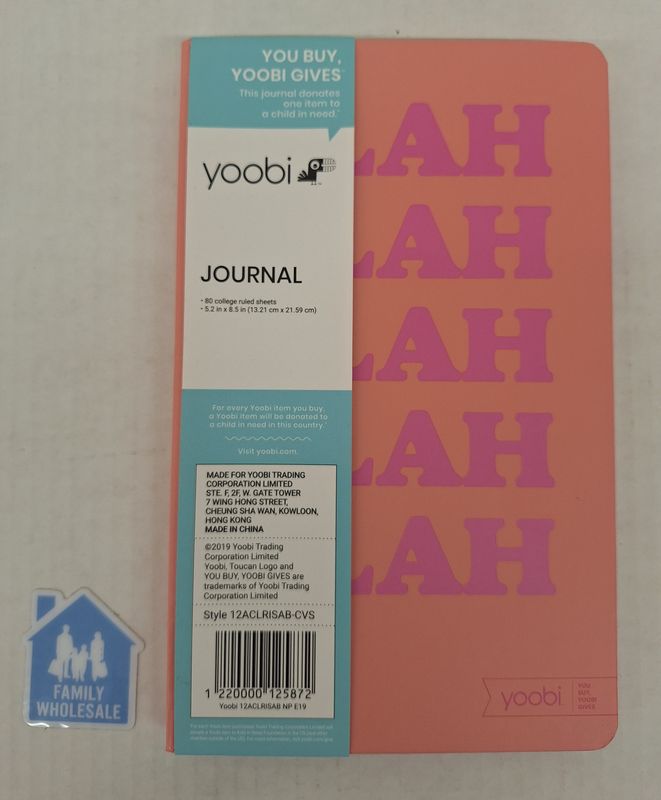 YOU BUY,
YOOBI GIVES™
This journal donates
one item to
a child in need.*
yoobi
JOURNAL
• 80 college ruled sheets
• 5.2 in x 8.5 in (13.21 cm x 21.59 cm)
For every Yoobi item you buy,
a Yoobi item will be donated to
a child in need in this country.*
Visit yoobi.com.
MADE FOR YOOBI TRADING
CORPORATION LIMITED
STE. F, 2F, W. GATE TOWER
7 WING HONG STREET,
CHEUNG SHA WAN, KOWLOON,
HONG KONG
MADE IN CHINA
©2019 Yoobi Trading
Corporation Limited
Yoobi, Toucan Logo and
YOU BUY, YOOBI GIVES are
trademarks of Yoobi Trading
Corporation Limited
Style 12ACLRISAB-CVS
1 220000 125872
Yoobi 12ACLRISAB NP E19
LAH
LAH
LAH
LAH
LAH
yoobi
YOU
BUY,
YOOBI
GIVES
FAMILY
WHOLESALE